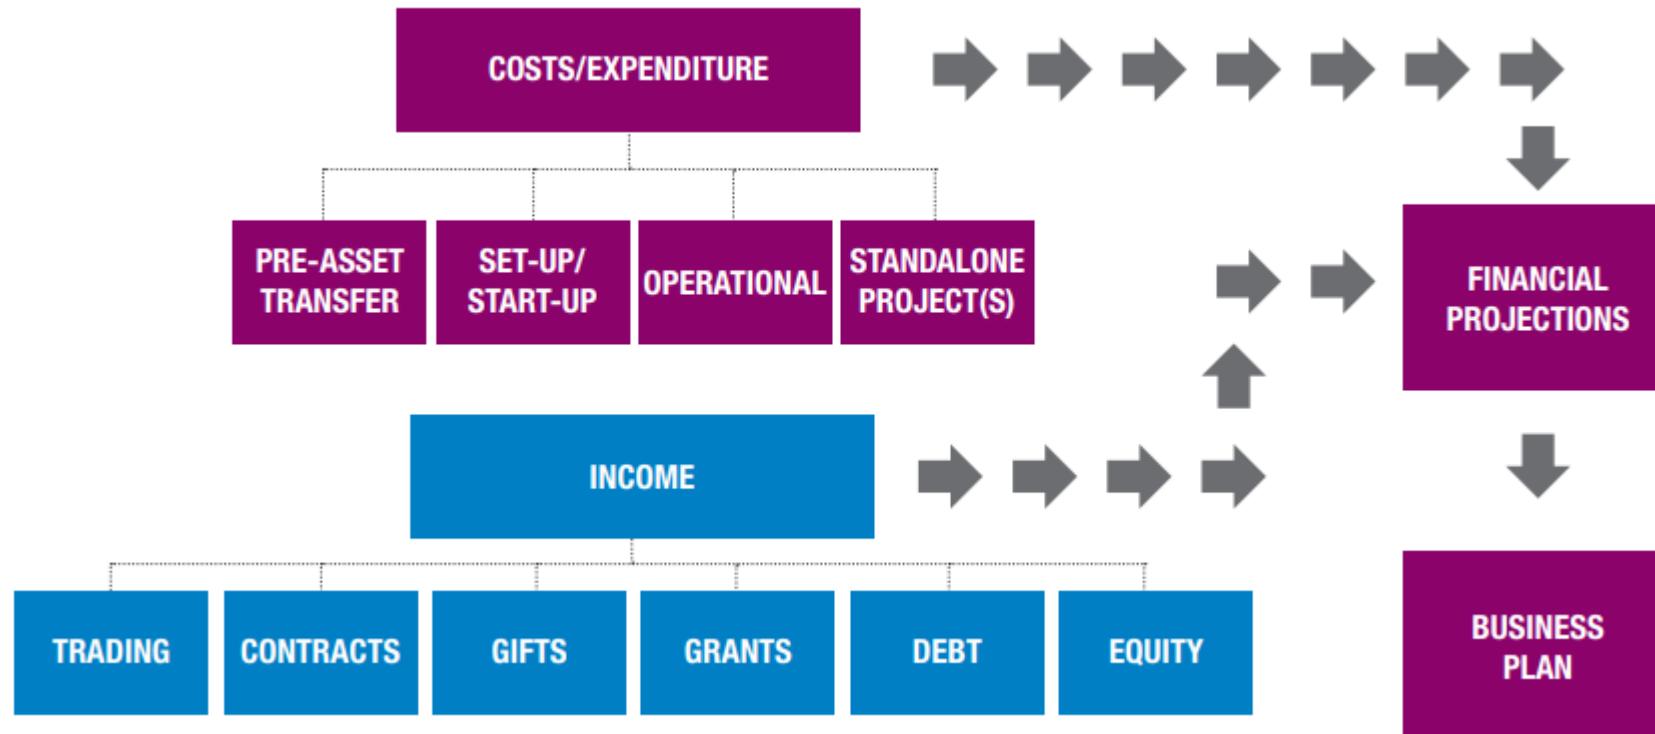 COSTS/EXPENDITURE
PRE-ASSET
TRANSFER
SET-UP/
START-UP
OPERATIONAL
STANDALONE
PROJECT(S)
FINANCIAL
PROJECTIONS
INCOME
TRADING
CONTRACTS
GIFTS
GRANTS
DEBT
EQUITY
BUSINESS
PLAN